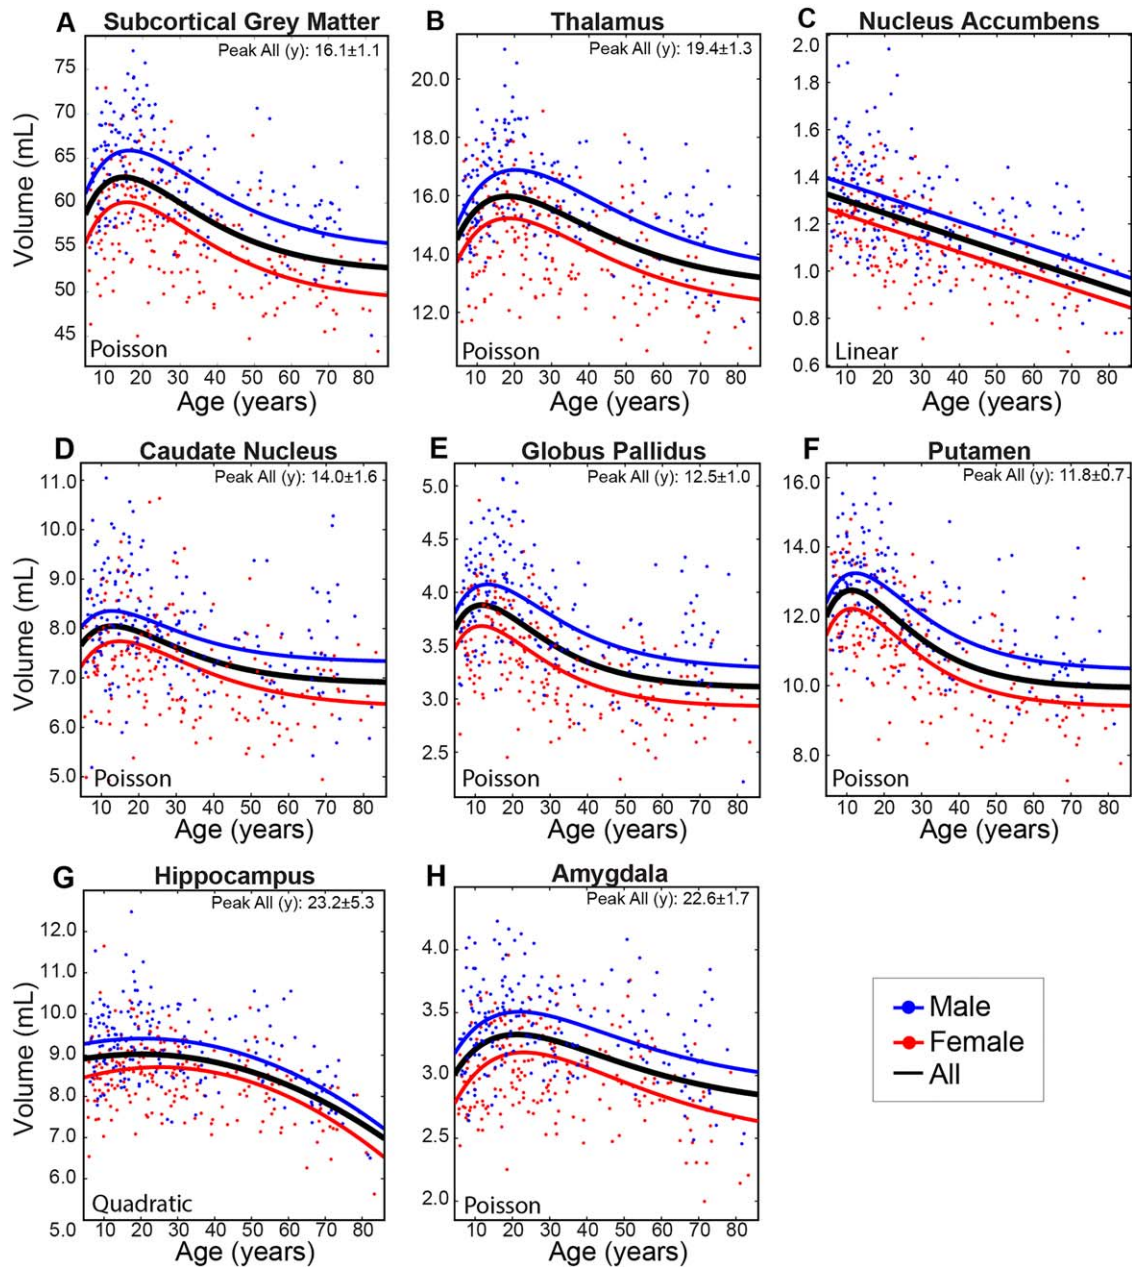 A Subcortical Grey Matter
Peak All (y): 16.1±1.1
75
70
65
60
55
50
45
Volume (mL)
Poisson
10 20 30 40 50 60 70 80
Age (years)
B Thalamus
Peak All (y): 19.4±1.3
20.0
18.0
16.0
14.0
12.0
Poisson
10 20 30 40 50 60 70 80
Age (years)
C Nucleus Accumbens
2.0
1.8
1.6
1.4
1.2
1.0
0.8
0.6
Linear
10 20 30 40 50 60 70 80
Age (years)
D Caudate Nucleus
Peak All (y): 14.0±1.6
11.0
10.0
9.0
8.0
7.0
6.0
5.0
Volume (mL)
Poisson
10 20 30 40 50 60 70 80
Age (years)
E Globus Pallidus
Peak All (y): 12.5±1.0
5.0
4.5
4.0
3.5
3.0
2.5
Poisson
10 20 30 40 50 60 70 80
Age (years)
F Putamen
Peak All (y): 11.8±0.7
16.0
14.0
12.0
10.0
8.0
Poisson
10 20 30 40 50 60 70 80
Age (years)
G Hippocampus
Peak All (y): 23.2±5.3
12.0
11.0
10.0
9.0
8.0
7.0
6.0
5.0
Volume (mL)
Quadratic
10 20 30 40 50 60 70 80
Age (years)
H Amygdala
Peak All (y): 22.6±1.7
4.0
3.5
3.0
2.5
2.0
Poisson
10 20 30 40 50 60 70 80
Age (years)
Male
Female
All